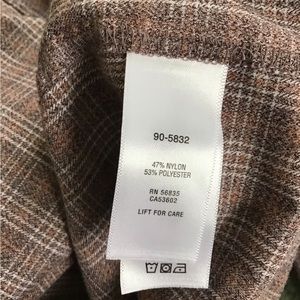 90-5832
47% NYLON
53% POLYESTER
RN 56835
CA53602
LIFT FOR CARE